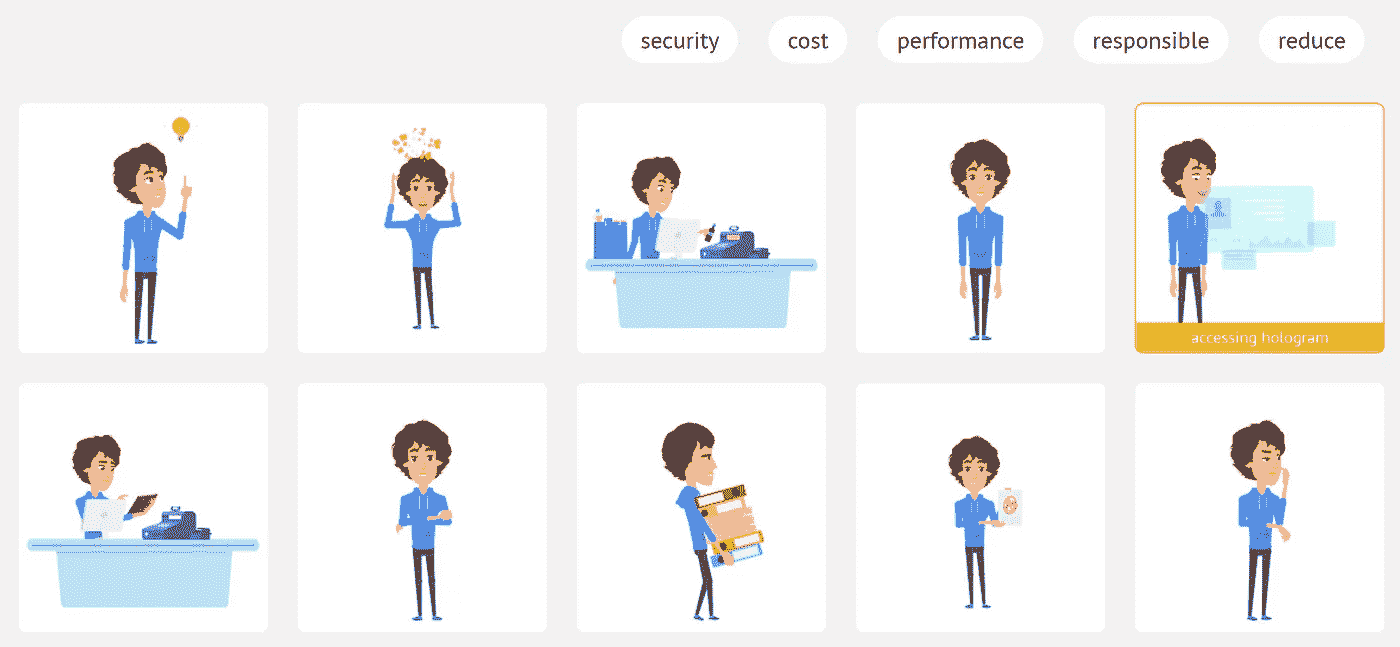 security
cost
performance
responsible
reduce
accessing hologram